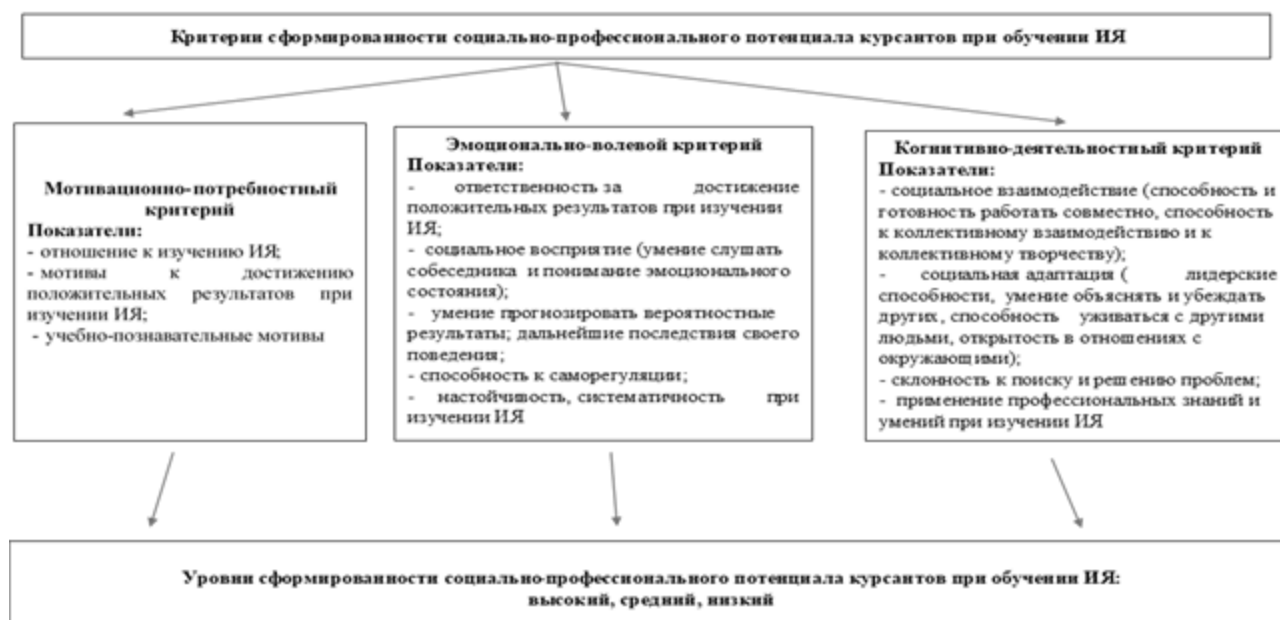 Критерии сформированности социально-профессионального потенциала курсантов при обучении ИЯ
Мотивационно-потребностный
критерий
Показатели:
- отношение к изучению ИЯ;
- мотивы к достижению
положительных результатов при
изучении ИЯ;
- учебно-познавательные мотивы
Эмоционально-волевой критерий
Показатели:
- ответственность за достижение
положительных результатов при изучении
ИЯ;
- социальное восприятие (умение слушать
собеседника и понимание эмоционального
состояния);
- умение прогнозировать вероятностные
результаты; дальнейшие последствия своего
поведения;
- способность к саморегуляции;
- настойчивость, систематичность при
изучении ИЯ
Когнитивно-деятельностный критерий
Показатели:
- социальное взаимодействие (способность и
готовность работать совместно, способность
к коллективному взаимодействию и к
коллективному творчеству);
- социальная адаптация ( лидерские
способности, умение объяснять и убеждать
других, способность уживаться с другими
людьми, открытость в отношениях с
окружающими);
- склонность к поиску и решению проблем;
- применение профессиональных знаний и
умений при изучении ИЯ
Уровни сформированности социально-профессионального потенциала курсантов при обучении ИЯ:
высокий, средний, низкий